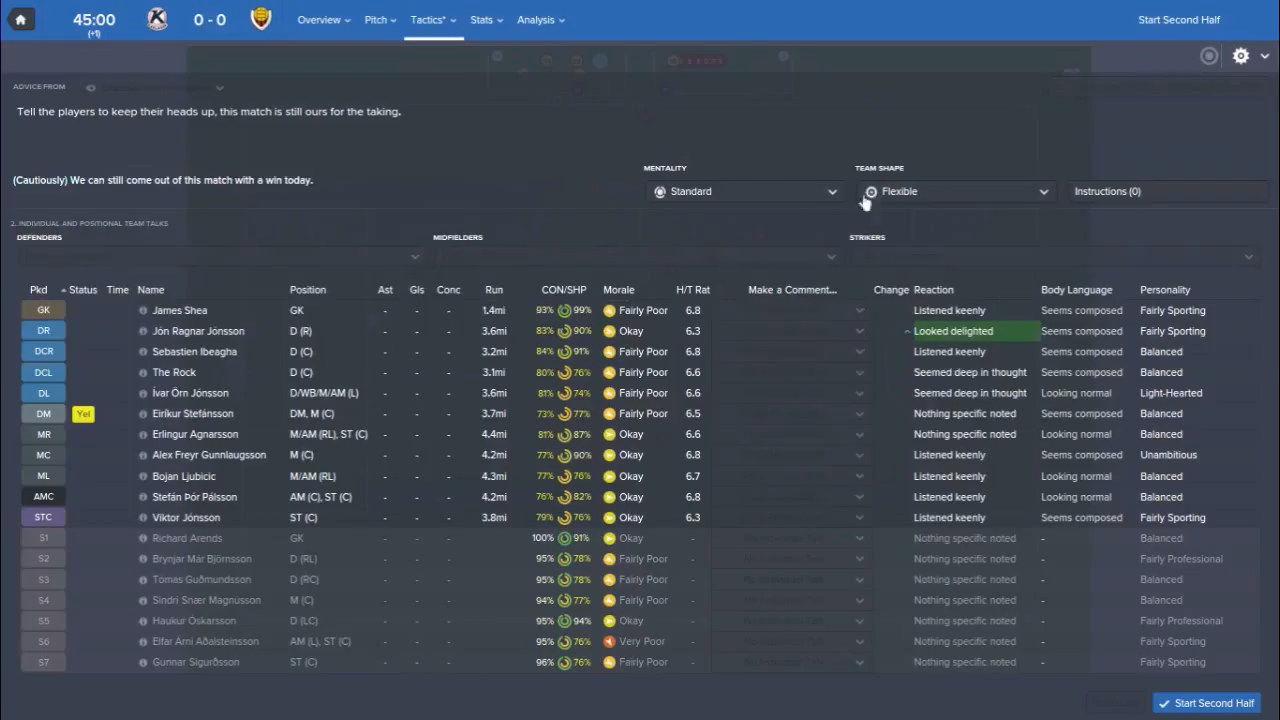 45:00 0 - 0 Overview Pitch Tactics* Stats Analysis Start Second Half
(+1)
ADVICE FROM
Tell the players to keep their heads up, this match is still ours for the taking.
MENTALITY TEAM SHAPE
(Cautiously) We can still come out of this match with a win today. Standard Flexible Instructions (0)
2. INDIVIDUAL AND POSITIONAL TEAM TALKS
DEFENDERS MIDFIELDERS STRIKERS
Pkd Status Time Name Position Ast Gls Conc Run CON/SHP Morale H/T Rat Make a Comment... Change Reaction Body Language Personality
GK James Shea GK - - - 1.4mi 93% 99% Fairly Poor 6.8 Listened keenly Seems composed Fairly Sporting
DR Jón Ragnar Jónsson D (R) - - - 3.6mi 83% 90% Okay 6.3 Looked delighted Seems composed Fairly Sporting
DCR Sebastien Ibeagha D (C) - - - 3.2mi 84% 91% Fairly Poor 6.8 Listened keenly Seems composed Balanced
DCL The Rock D (C) - - - 3.1mi 80% 76% Fairly Poor 6.6 Seemed deep in thought Seems composed Balanced
DL Ívar Örn Jónsson D/WB/M/AM (L) - - - 3.6mi 81% 74% Fairly Poor 6.6 Seemed deep in thought Looking normal Light-Hearted
DM Yel Eiríkur Stefánsson DM, M (C) - - - 3.7mi 73% 77% Fairly Poor 6.5 Nothing specific noted Seems composed Balanced
MR Erlingur Agnarsson M/AM (RL), ST (C) - - - 4.4mi 81% 87% Okay 6.6 Nothing specific noted Looking normal Balanced
MC Alex Freyr Gunnlaugsson M (C) - - - 4.2mi 77% 90% Okay 6.8 Listened keenly Seems composed Unambitious
ML Bojan Ljubicic M/AM (RL) - - - 4.3mi 77% 76% Okay 6.7 Listened keenly Looking normal Balanced
AMC Stefán Þór Pálsson AM (C), ST (C) - - - 4.2mi 76% 82% Okay 6.8 Listened keenly Looking normal Balanced
STC Viktor Jónsson ST (C) - - - 3.8mi 79% 76% Okay 6.3 Listened keenly Seems composed Fairly Sporting
S1 Richard Arends GK - - - 100% 91% Okay - Nothing specific noted - Balanced
S2 Brynjar Már Björnsson D (RL) - - - 95% 78% Fairly Poor - Nothing specific noted - Fairly Professional
S3 Tómas Guðmundsson D (RC) - - - 95% 78% Fairly Poor - Nothing specific noted - Balanced
S4 Sindri Snær Magnússon M (C) - - - 94% 77% Fairly Poor - Nothing specific noted - Balanced
S5 Haukur Óskarsson D (LC) - - - 95% 94% Okay - Nothing specific noted - Fairly Professional
S6 Elfar Árni Aðalsteinsson AM (L), ST (C) - - - 95% 76% Very Poor - Nothing specific noted - Fairly Sporting
S7 Gunnar Sigurðsson ST (C) - - - 96% 76% Fairly Poor - Nothing specific noted - Fairly Sporting
Start Second Half